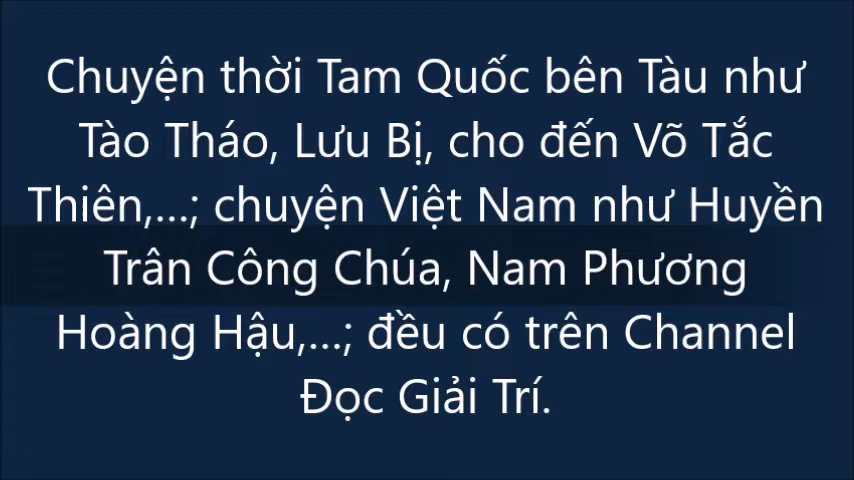 Chuyện thời Tam Quốc bên Tàu như
Tào Tháo, Lưu Bị, cho đến Võ Tắc
Thiên,...; chuyện Việt Nam như Huyền
Trân Công Chúa, Nam Phương
Hoàng Hậu,...; đều có trên Channel
Đọc Giải Trí.